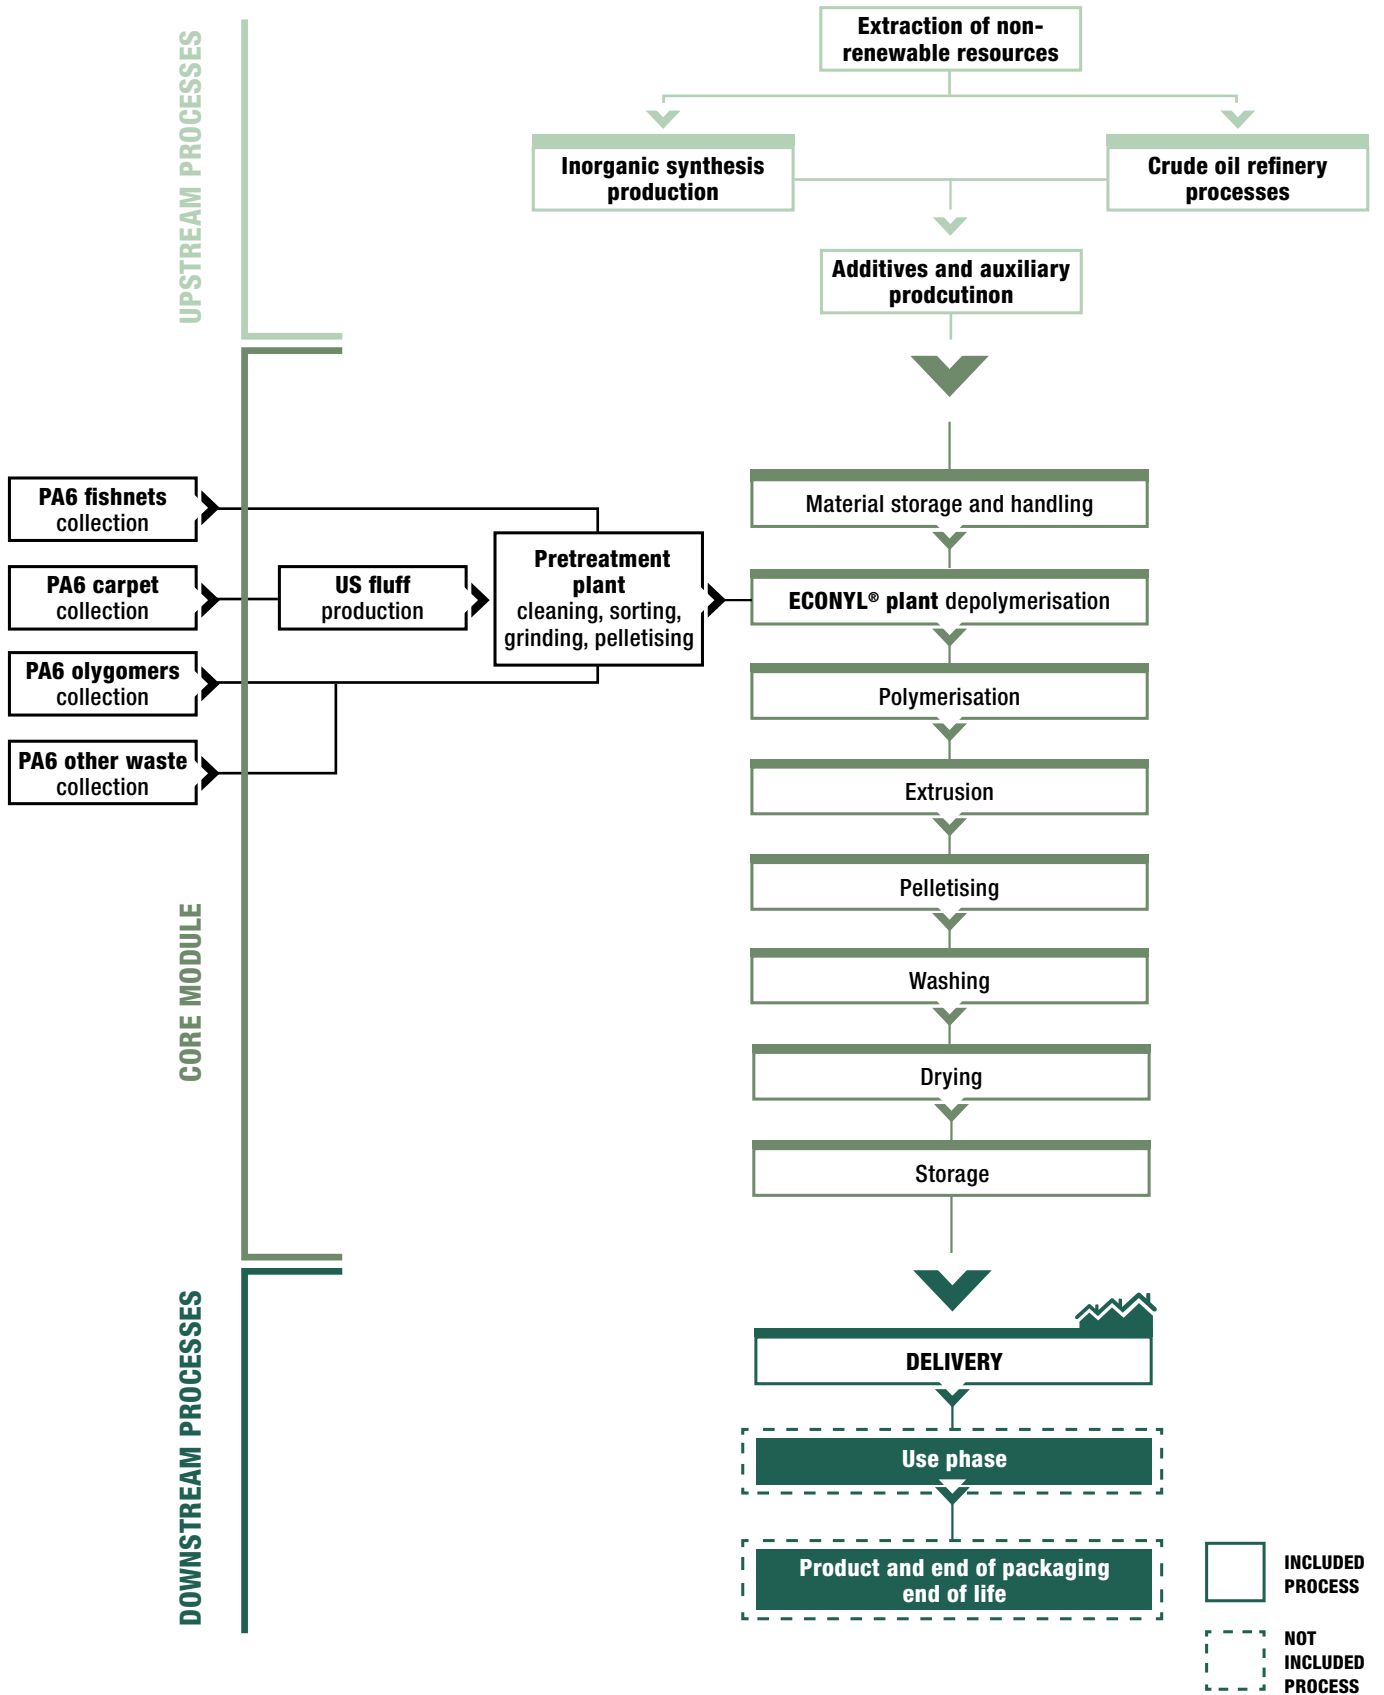 UPSTREAM PROCESSES
Extraction of non-
renewable resources
Inorganic synthesis
production
Crude oil refinery
processes
Additives and auxiliary
prodcutinon
CORE MODULE
PA6 fishnets
collection
PA6 carpet
collection
PA6 olygomers
collection
PA6 other waste
collection
US fluff
production
Pretreatment
plant
cleaning, sorting,
grinding, pelletising
Material storage and handling
ECONYL® plant depolymerisation
Polymerisation
Extrusion
Pelletising
Washing
Drying
Storage
DOWNSTREAM PROCESSES
DELIVERY
Use phase
Product and end of packaging
end of life
INCLUDED
PROCESS
NOT
INCLUDED
PROCESS